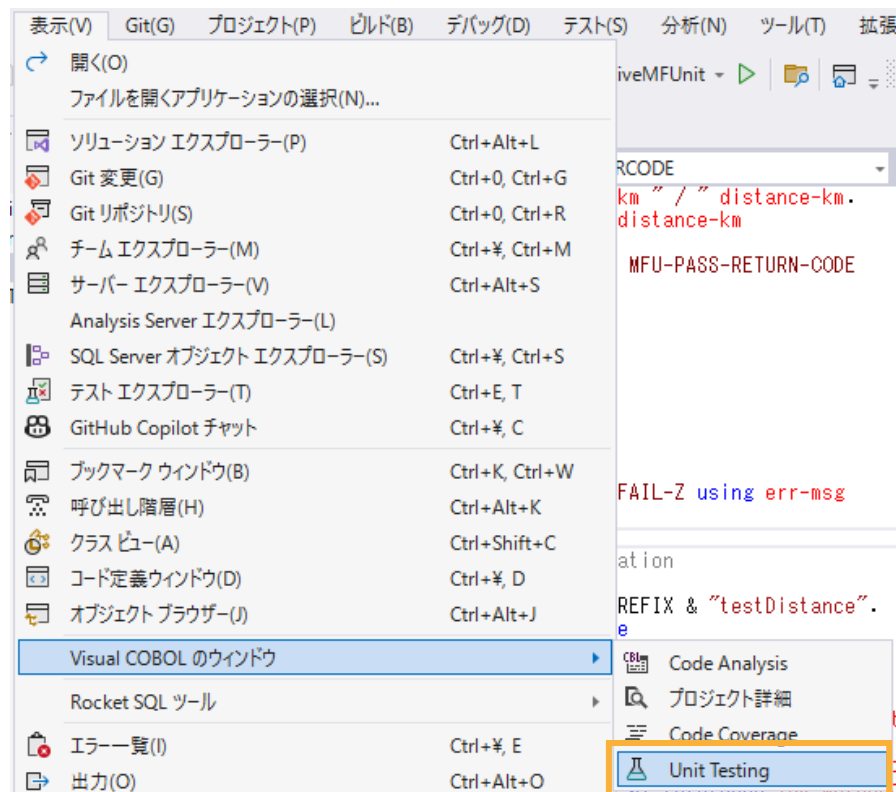 表示(V) Git(G) プロジェクト(P) ビルド(B) デバッグ(D) テスト(S) 分析(N) ツール(T) 拡張
開く(O)
ファイルを開くアプリケーションの選択(N)...
iveMFUnit
ソリューション エクスプローラー(P) Ctrl+Alt+L
Git 変更(G) Ctrl+0, Ctrl+G
Git リポジトリ(S) Ctrl+0, Ctrl+R
チーム エクスプローラー(M) Ctrl+¥, Ctrl+M
サーバー エクスプローラー(V) Ctrl+Alt+S
Analysis Server エクスプローラー(L)
SQL Server オブジェクト エクスプローラー(S) Ctrl+¥, Ctrl+S
テスト エクスプローラー(T) Ctrl+E, T
GitHub Copilot チャット Ctrl+¥, C
ブックマーク ウィンドウ(B) Ctrl+K, Ctrl+W
呼び出し階層(H) Ctrl+Alt+K
クラス ビュー(A) Ctrl+Shift+C
コード定義ウィンドウ(D) Ctrl+¥, D
オブジェクト ブラウザー(J) Ctrl+Alt+J
Visual COBOL のウィンドウ
Rocket SQL ツール
エラー一覧(I) Ctrl+¥, E
出力(O) Ctrl+Alt+O
RCODE
km " / " distance-km.
distance-km
MFU-PASS-RETURN-CODE
FAIL-Z using err-msg
ation
REFIX & "testDistance".
e
Code Analysis
プロジェクト詳細
Code Coverage
Unit Testing